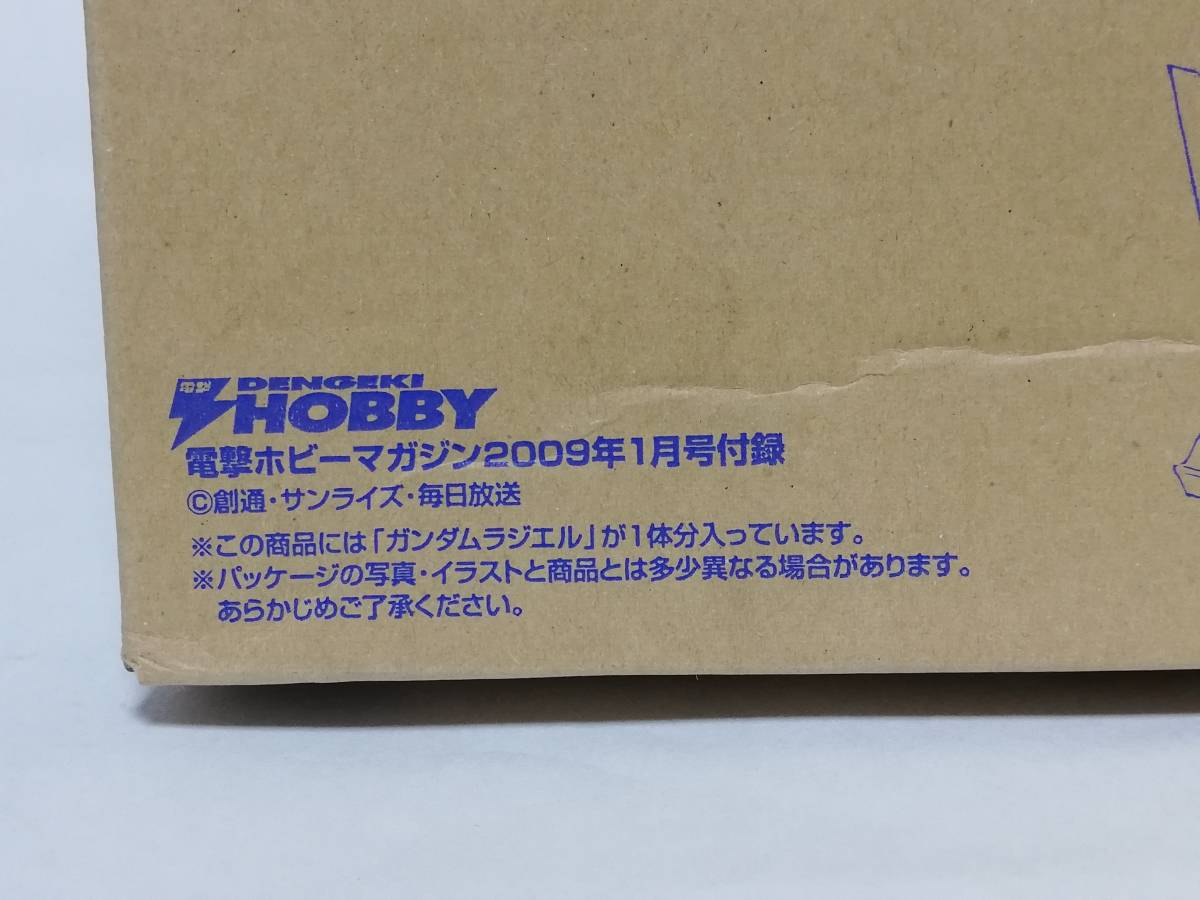 電撃
DENGEKI
HOBBY
電撃ホビーマガジン2009年1月号付録
©創通・サンライズ・毎日放送
※この商品には「ガンダムラジエル」が1体分入っています。
※パッケージの写真・イラストと商品とは多少異なる場合があります。
あらかじめご了承ください。